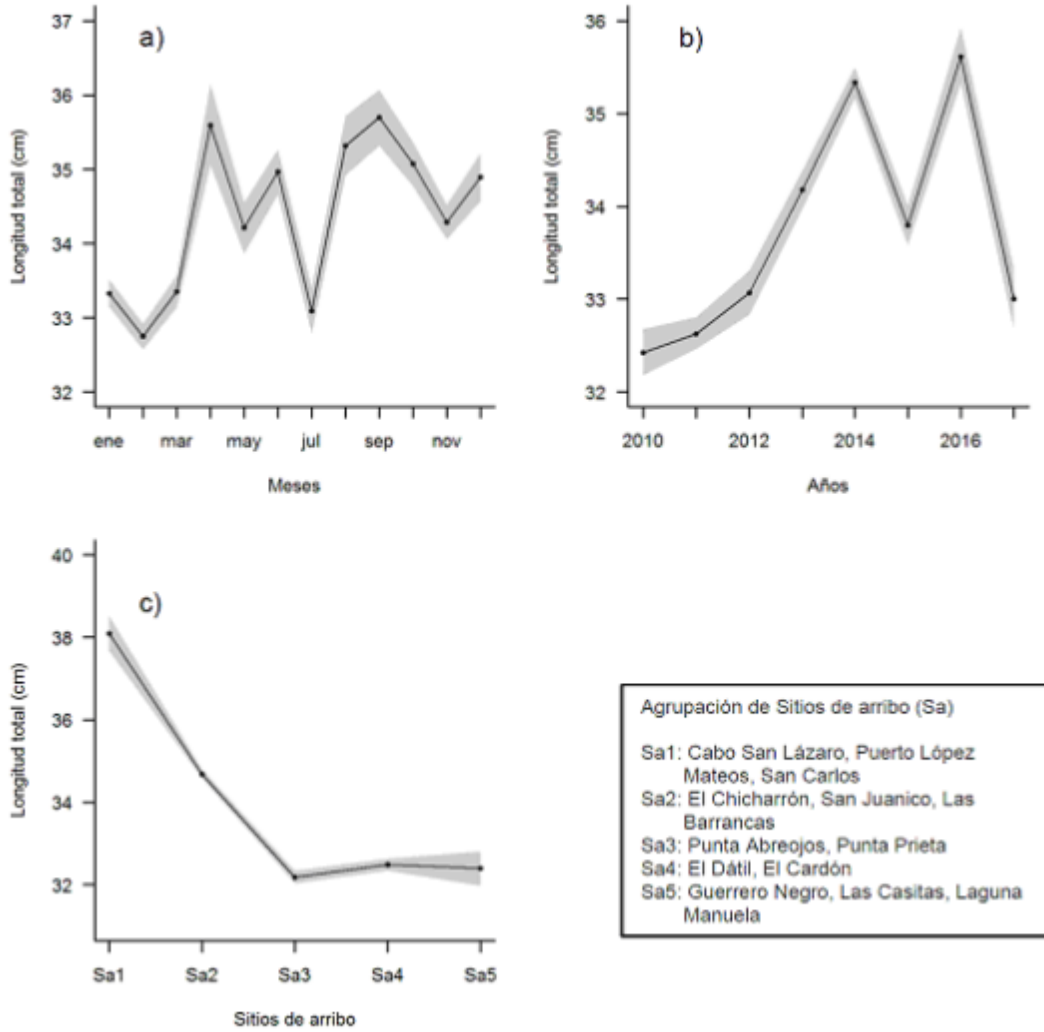 a)
37
36
35
34
33
32
Longitud total (cm)
ene mar may jul sep nov
Meses
b)
36
35
34
33
32
Longitud total (cm)
2010 2012 2014 2016
Años
c)
40
38
36
34
32
Longitud total (cm)
Sa1 Sa2 Sa3 Sa4 Sa5
Sitios de arribo
Agrupación de Sitios de arribo (Sa)
Sa1: Cabo San Lázaro, Puerto López
Mateos, San Carlos
Sa2: El Chicharrón, San Juanico, Las
Barrancas
Sa3: Punta Abreojos, Punta Prieta
Sa4: El Dátil, El Cardón
Sa5: Guerrero Negro, Las Casitas, Laguna
Manuela